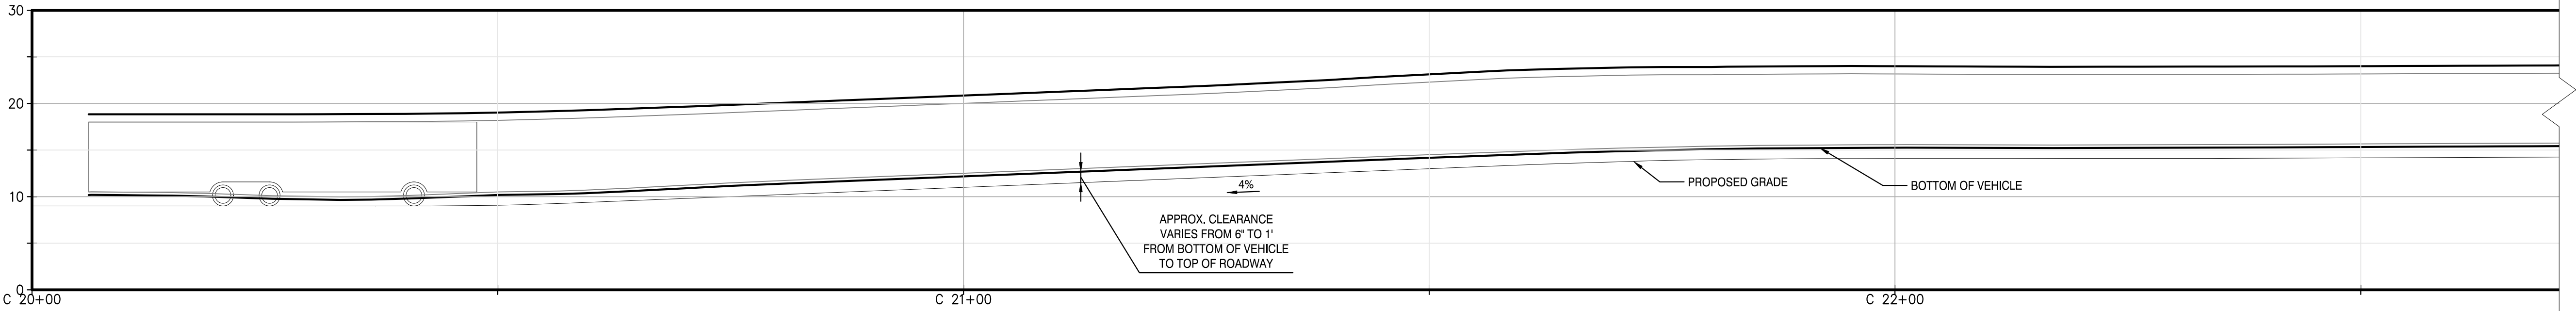 30
20
10
0
4%
PROPOSED GRADE
BOTTOM OF VEHICLE
APPROX. CLEARANCE
VARIES FROM 6" TO 1'
FROM BOTTOM OF VEHICLE
TO TOP OF ROADWAY
C 20+00
C 21+00
C 22+00